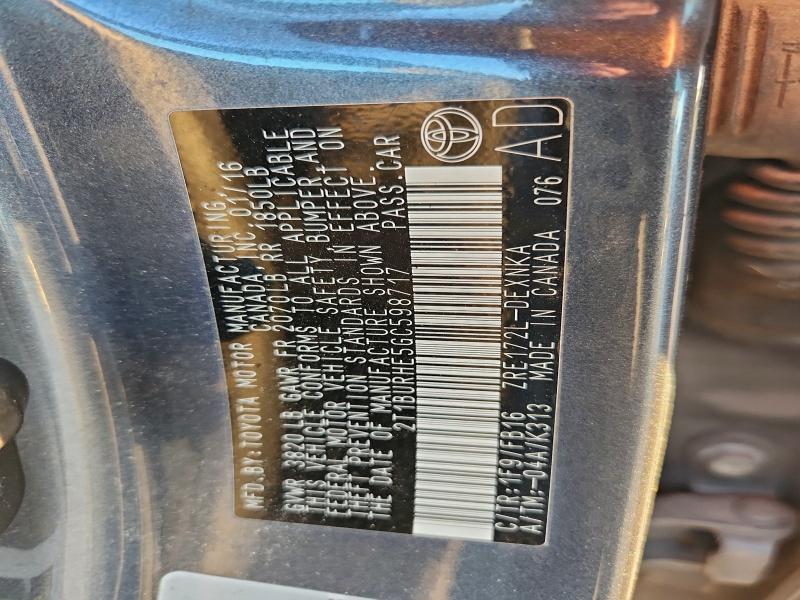 MFD.BY:TOYOTA MOTOR MANUFACTURING,
CANADA, INC. 01/16
GVWR 3820LB GAWR FR 2070LB RR 1850LB
THIS VEHICLE CONFORMS TO ALL APPLICABLE
FEDERAL MOTOR VEHICLE SAFETY, BUMPER, AND
THEFT PREVENTION STANDARDS IN EFFECT ON
THE DATE OF MANUFACTURE SHOWN ABOVE.
2T1BURHE5GC598717 PASS.CAR
C/TR:1F9/FB16 ZRE172L-DEXNKA
A/TM:-04A/K313 MADE IN CANADA 076
AD